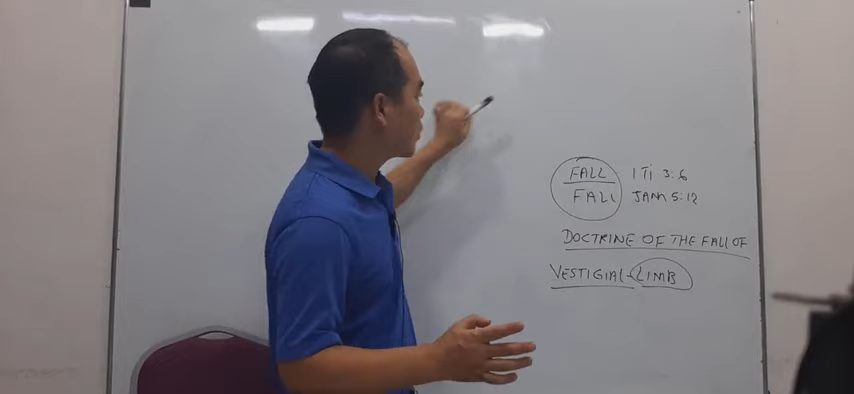 FALL 1 Ti 3:6
FALL JAM 5:12
DOCTRINE OF THE FALL OF
VESTIGIAL LIMB